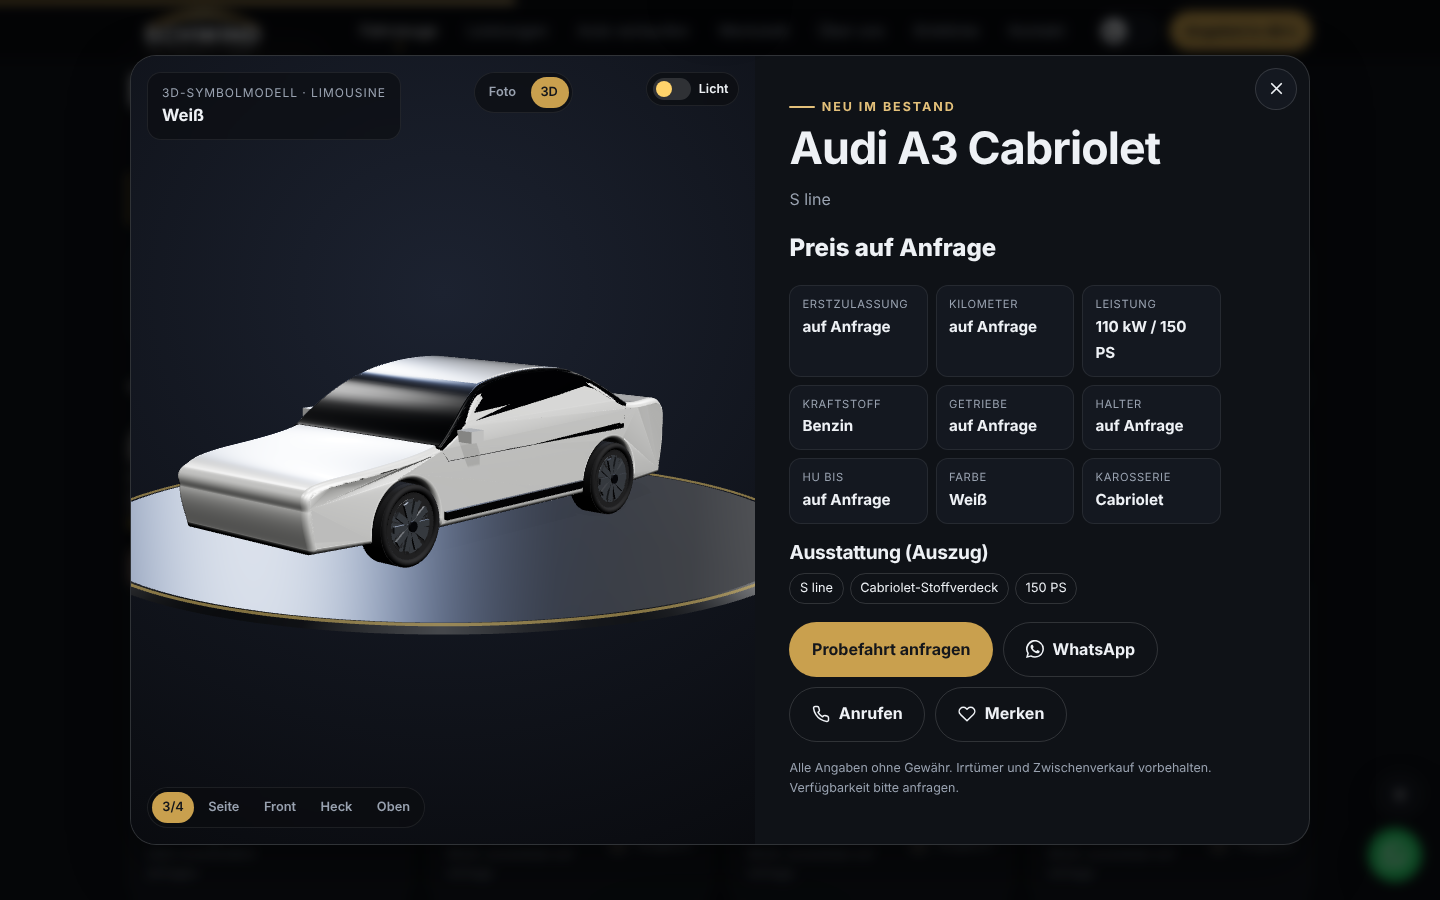 3D-SYMBOLMODELL · LIMOUSINE
Weiß
Foto
3D
Licht
NEU IM BESTAND
Audi A3 Cabriolet
S line
Preis auf Anfrage
ERSTZULASSUNG
auf Anfrage
KILOMETER
auf Anfrage
LEISTUNG
110 kW / 150
PS
KRAFTSTOFF
Benzin
GETRIEBE
auf Anfrage
HALTER
auf Anfrage
HU BIS
auf Anfrage
FARBE
Weiß
KAROSSERIE
Cabriolet
Ausstattung (Auszug)
S line
Cabriolet-Stoffverdeck
150 PS
Probefahrt anfragen
WhatsApp
Anrufen
Merken
Alle Angaben ohne Gewähr. Irrtümer und Zwischenverkauf vorbehalten.
Verfügbarkeit bitte anfragen.
3/4
Seite
Front
Heck
Oben